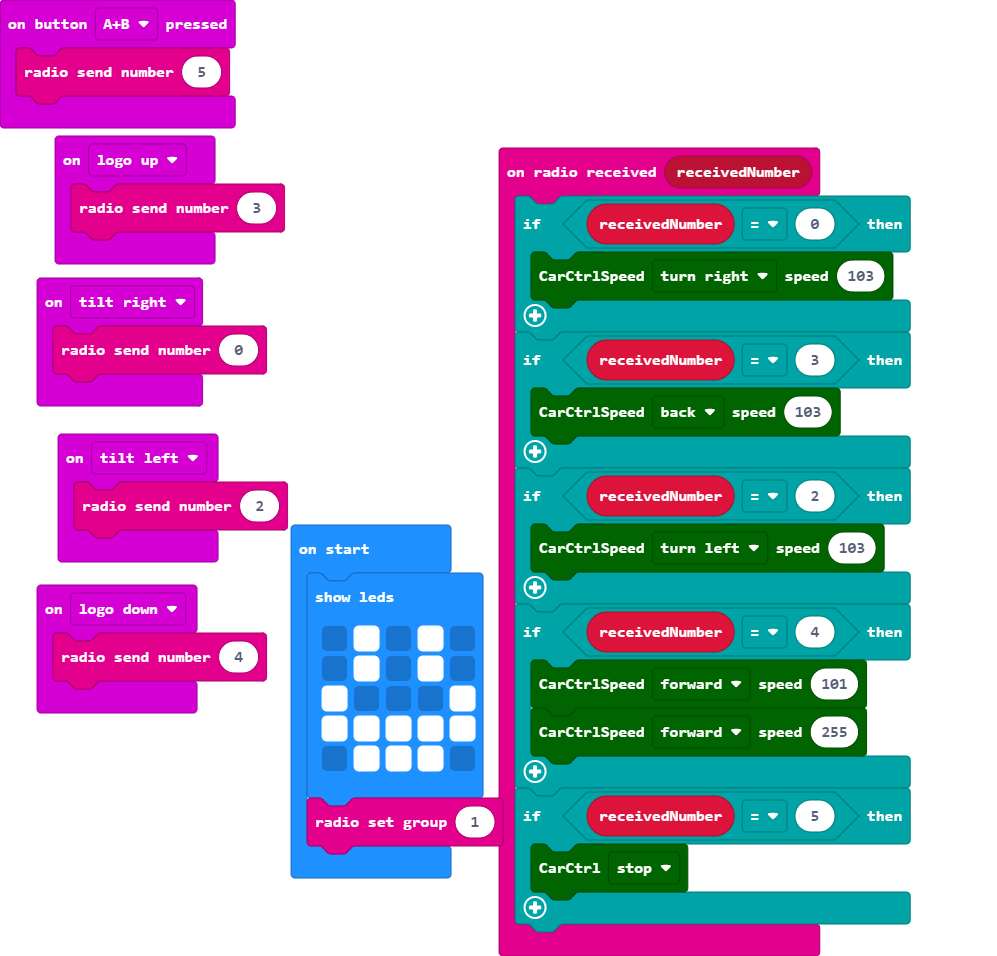 on button A+B pressed
radio send number 5
on logo up
radio send number 3
on tilt right
radio send number 0
on tilt left
radio send number 2
on logo down
radio send number 4
on start
show leds
radio set group 1
on radio received receivedNumber
if receivedNumber = 0 then
CarCtrlSpeed turn right speed 103
if receivedNumber = 3 then
CarCtrlSpeed back speed 103
if receivedNumber = 2 then
CarCtrlSpeed turn left speed 103
if receivedNumber = 4 then
CarCtrlSpeed forward speed 101
CarCtrlSpeed forward speed 255
if receivedNumber = 5 then
CarCtrl stop